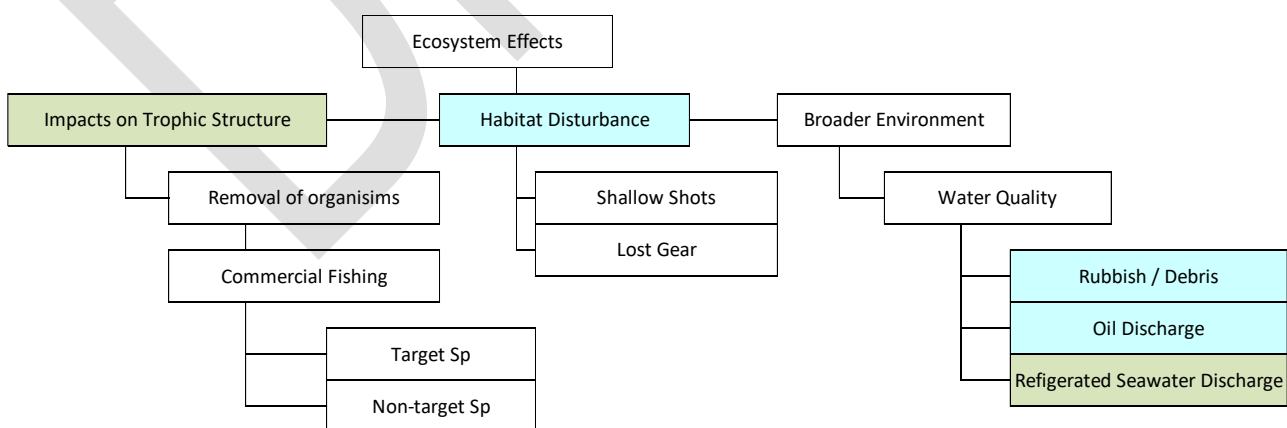 Ecosystem Effects
Impacts on Trophic Structure
Habitat Disturbance
Broader Environment
Removal of organisims
Shallow Shots
Water Quality
Lost Gear
Commercial Fishing
Rubbish / Debris
Oil Discharge
Target Sp
Refigerated Seawater Discharge
Non-target Sp